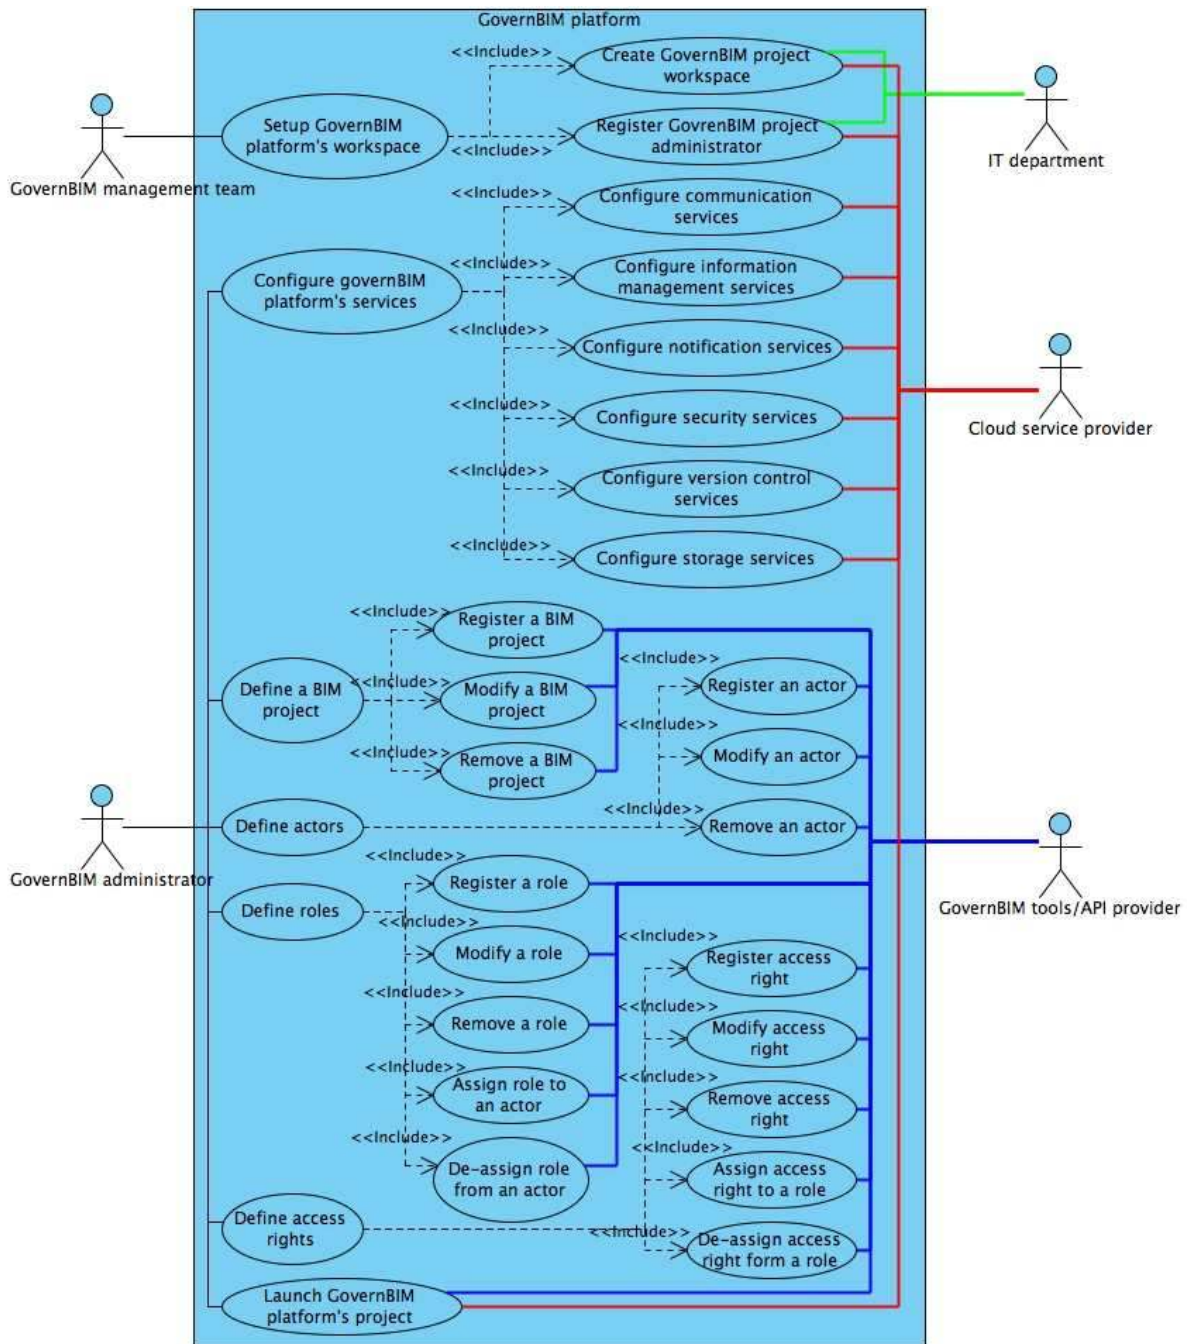 GovernBIM platform
<<Include>>
Create GovernBIM project
workspace
Setup GovernBIM
platform's workspace
<<Include>>
Register GovrenBIM project
administrator
GovernBIM management team
IT department
<<Include>>
Configure communication
services
Configure governBIM
platform's services
<<Include>>
Configure information
management services
<<Include>>
Configure notification services
<<Include>>
Configure security services
Cloud service provider
<<Include>>
Configure version control
services
<<Include>>
Configure storage services
<<Include>>
Register a BIM
project
Define a BIM
project
<<Include>>
Modify a BIM
project
<<Include>>
Remove a BIM
project
<<Include>>
Register an actor
<<Include>>
Modify an actor
<<Include>>
Remove an actor
Define actors
GovernBIM administrator
GovernBIM tools/API provider
<<Include>>
Register a role
Define roles
<<Include>>
Modify a role
<<Include>>
Remove a role
<<Include>>
Assign role to
an actor
<<Include>>
De-assign role
from an actor
<<Include>>
Register access
right
<<Include>>
Modify access
right
<<Include>>
Remove access
right
<<Include>>
Assign access
right to a role
Define access
rights
<<Include>>
De-assign access
right form a role
Launch GovernBIM
platform's project